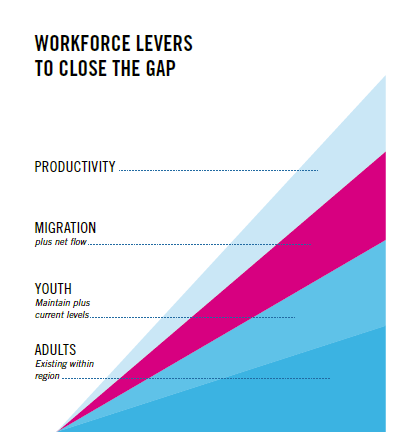 WORKFORCE LEVERS
TO CLOSE THE GAP
PRODUCTIVITY
MIGRATION
plus net flow
YOUTH
Maintain plus
current levels
ADULTS
Existing within
region